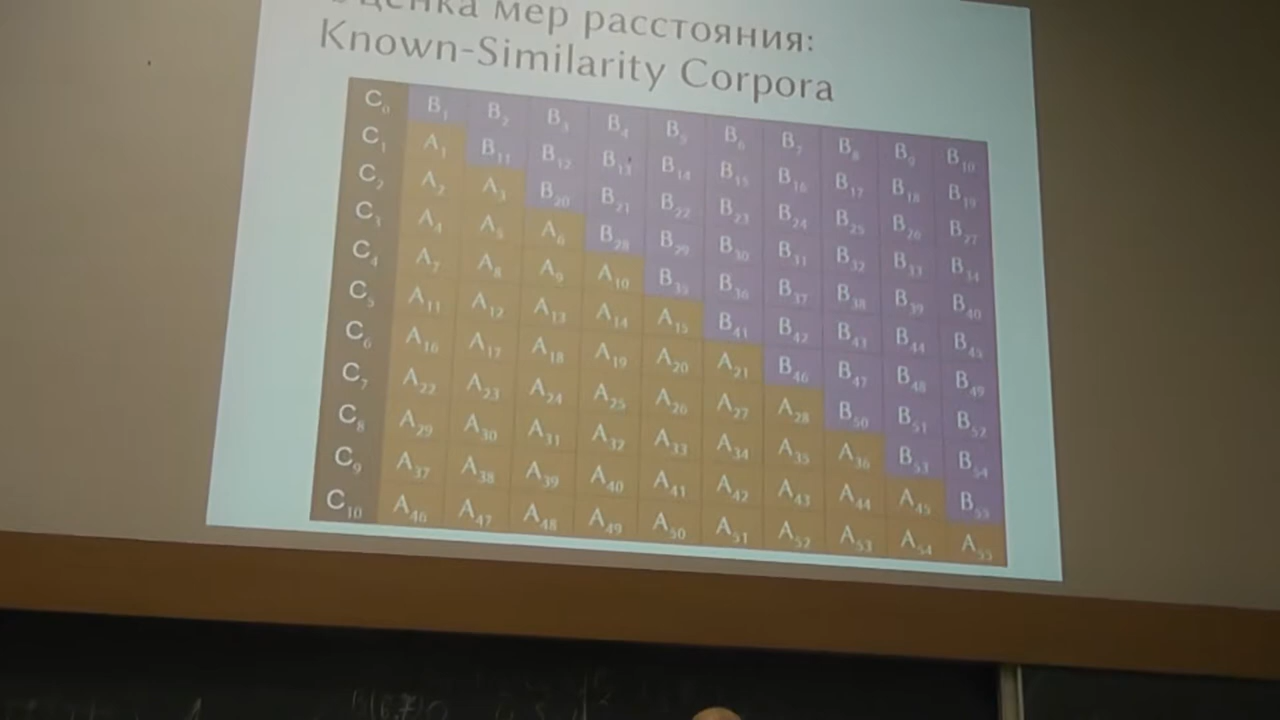 мер расстояния:
Known-Similarity Corpora
C₀ B₁ B₂ B₃ B₄ B₅ B₆ B₇ B₈ B₉ B₁₀
C₁ A₁ B₁₁ B₁₂ B₁₃ B₁₄ B₁₅ B₁₆ B₁₇ B₁₈ B₁₉
C₂ A₂ A₃ B₂₀ B₂₁ B₂₂ B₂₃ B₂₄ B₂₅ B₂₆ B₂₇
C₃ A₄ A₅ A₆ B₂₈ B₂₉ B₃₀ B₃₁ B₃₂ B₃₃ B₃₄
C₄ A₇ A₈ A₉ A₁₀ B₃₅ B₃₆ B₃₇ B₃₈ B₃₉ B₄₀
C₅ A₁₁ A₁₂ A₁₃ A₁₄ A₁₅ B₄₁ B₄₂ B₄₃ B₄₄ B₄₅
C₆ A₁₆ A₁₇ A₁₈ A₁₉ A₂₀ A₂₁ B₄₆ B₄₇ B₄₈ B₄₉
C₇ A₂₂ A₂₃ A₂₄ A₂₅ A₂₆ A₂₇ A₂₈ B₅₀ B₅₁ B₅₂
C₈ A₂₉ A₃₀ A₃₁ A₃₂ A₃₃ A₃₄ A₃₅ A₃₆ B₅₃ B₅₄
C₉ A₃₇ A₃₈ A₃₉ A₄₀ A₄₁ A₄₂ A₄₃ A₄₄ A₄₅ B₅₅
C₁₀ A₄₆ A₄₇ A₄₈ A₄₉ A₅₀ A₅₁ A₅₂ A₅₃ A₅₄ A₅₅